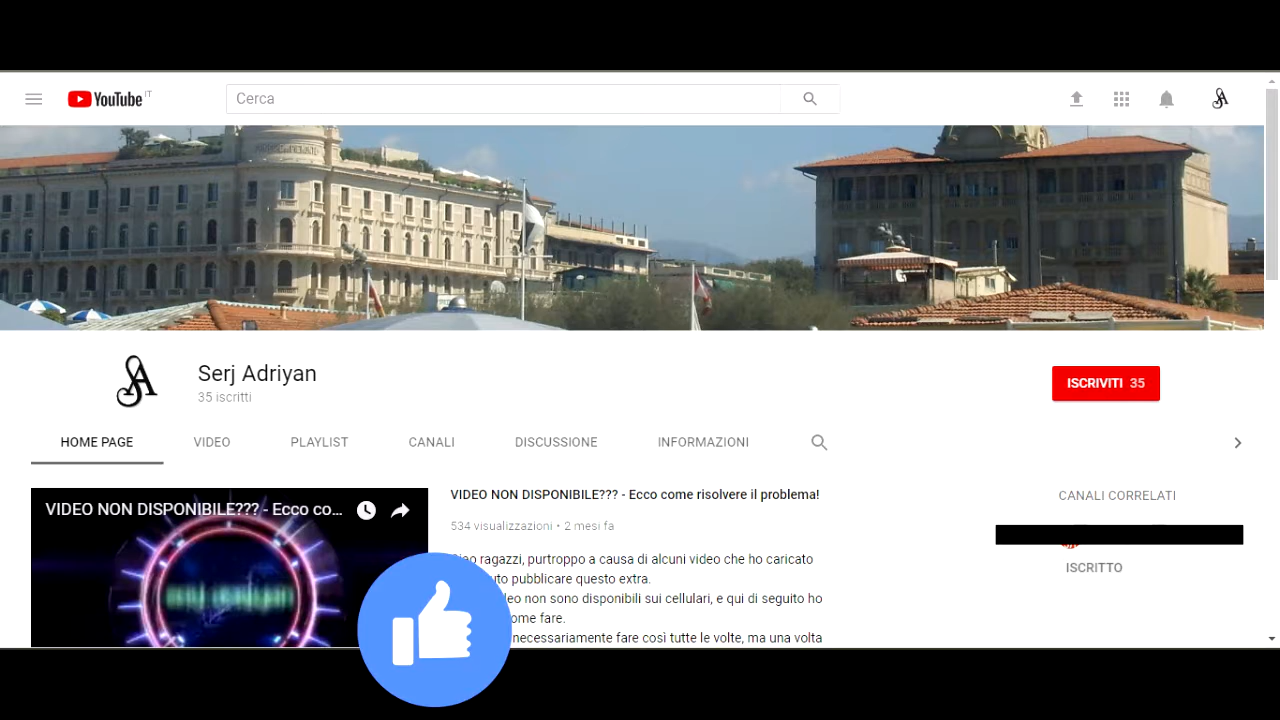 YouTube IT
Cerca
Serj Adriyan
35 iscritti
ISCRIVITI 35
HOME PAGE
VIDEO
PLAYLIST
CANALI
DISCUSSIONE
INFORMAZIONI
VIDEO NON DISPONIBILE??? - Ecco co...
VIDEO NON DISPONIBILE??? - Ecco come risolvere il problema!
534 visualizzazioni • 2 mesi fa
ragazzi, purtroppo a causa di alcuni video che ho caricato
pubblicare questo extra.
non sono disponibili sui cellulari, e qui di seguito ho
come fare.
necessariamente fare così tutte le volte, ma una volta
CANALI CORRELATI
ISCRITTO